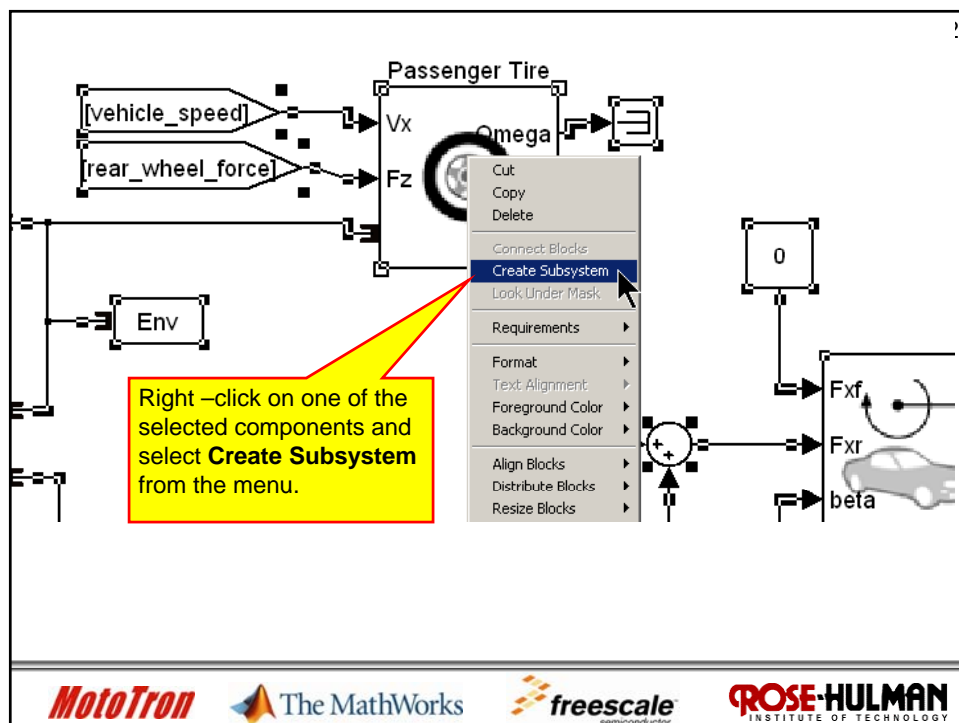 Passenger Tire
[vehicle_speed]
Vx
Omega
[rear_wheel_force]
Fz
Cut
Copy
Delete
Connect Blocks
Create Subsystem
Look Under Mask
Requirements
Format
Text Alignment
Foreground Color
Background Color
Align Blocks
Distribute Blocks
Resize Blocks
0
Env
Right –click on one of the
selected components and
select Create Subsystem
from the menu.
Fxf
Fxr
beta
MotoTron
The MathWorks
freescale
semiconductor
ROSE-HULMAN
INSTITUTE OF TECHNOLOGY